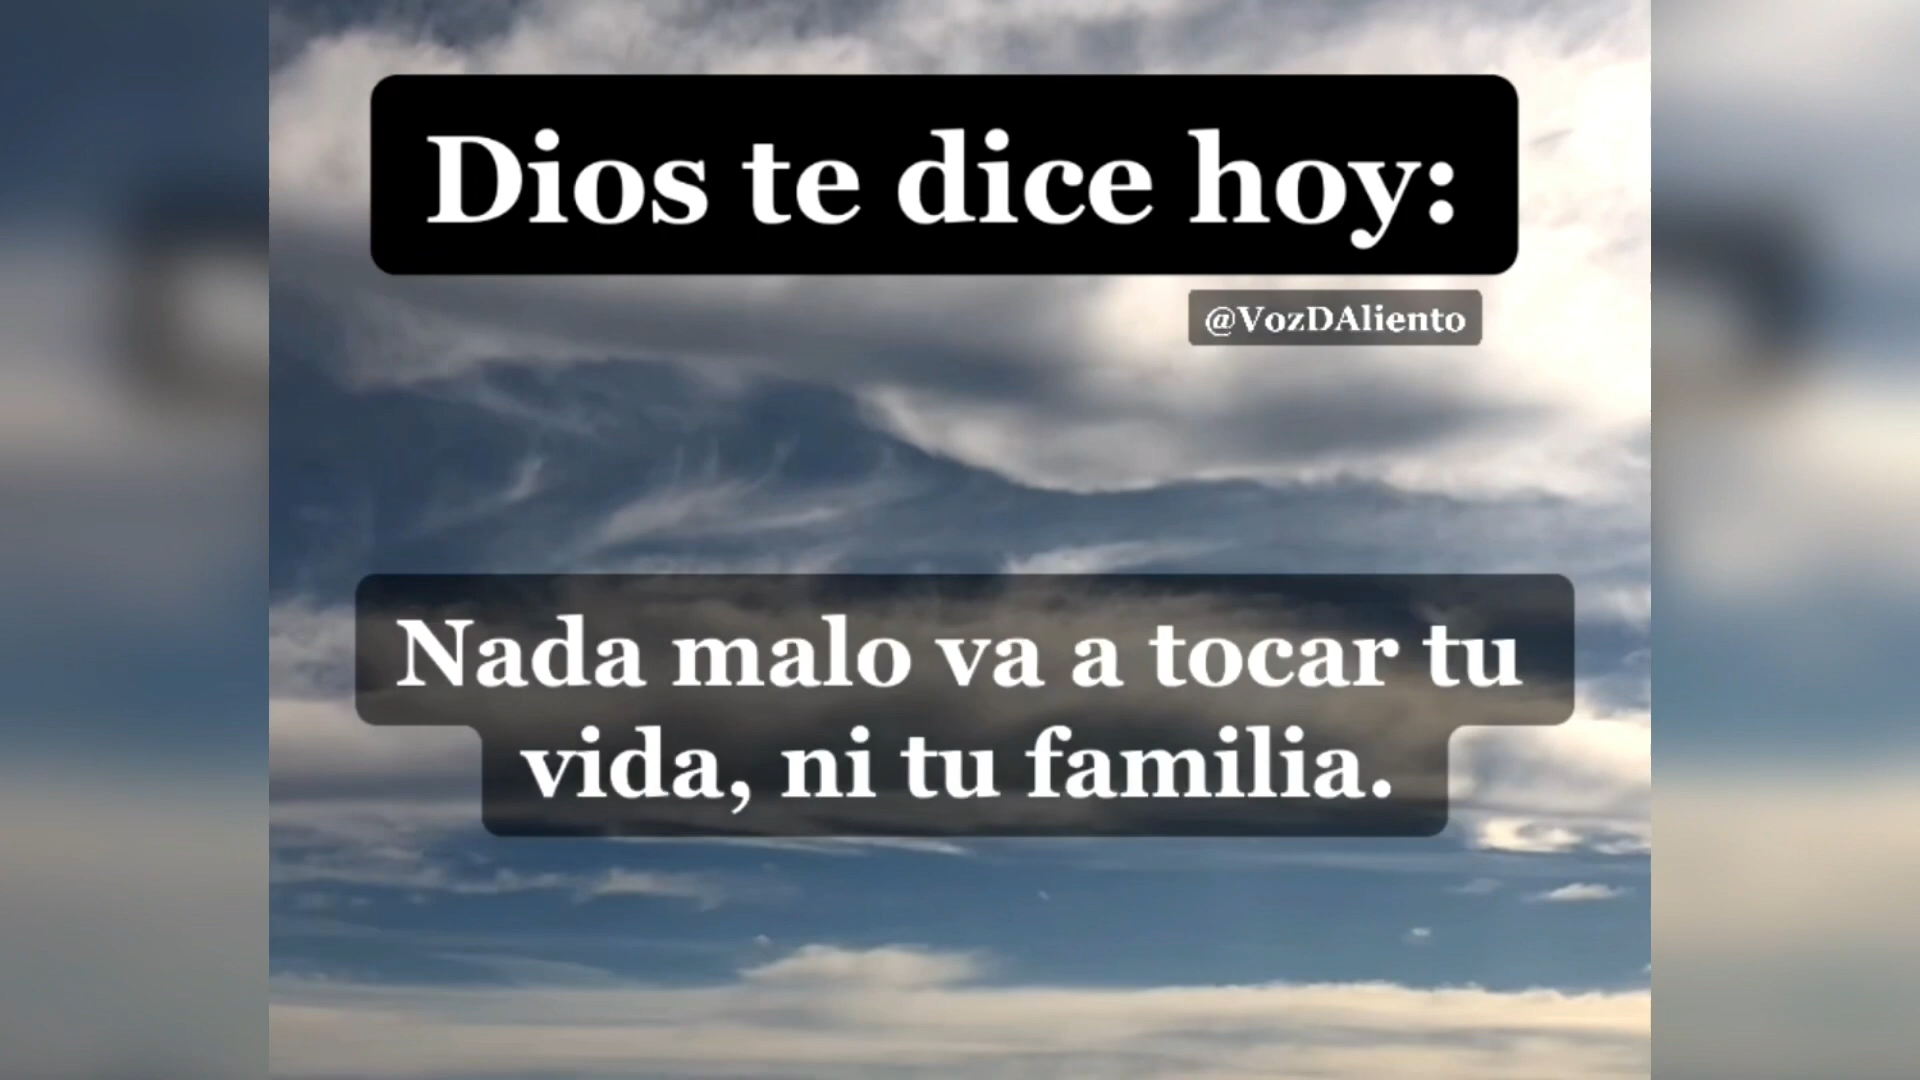 Dios te dice hoy:
@VozDAliento
Nada malo va a tocar tu
vida, ni tu familia.